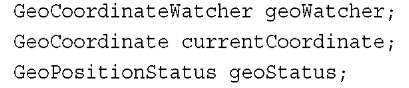 GeoCoordinateWatcher geoWatcher;
GeoCoordinate currentCoordinate;
GeoPositionStatus geoStatus;